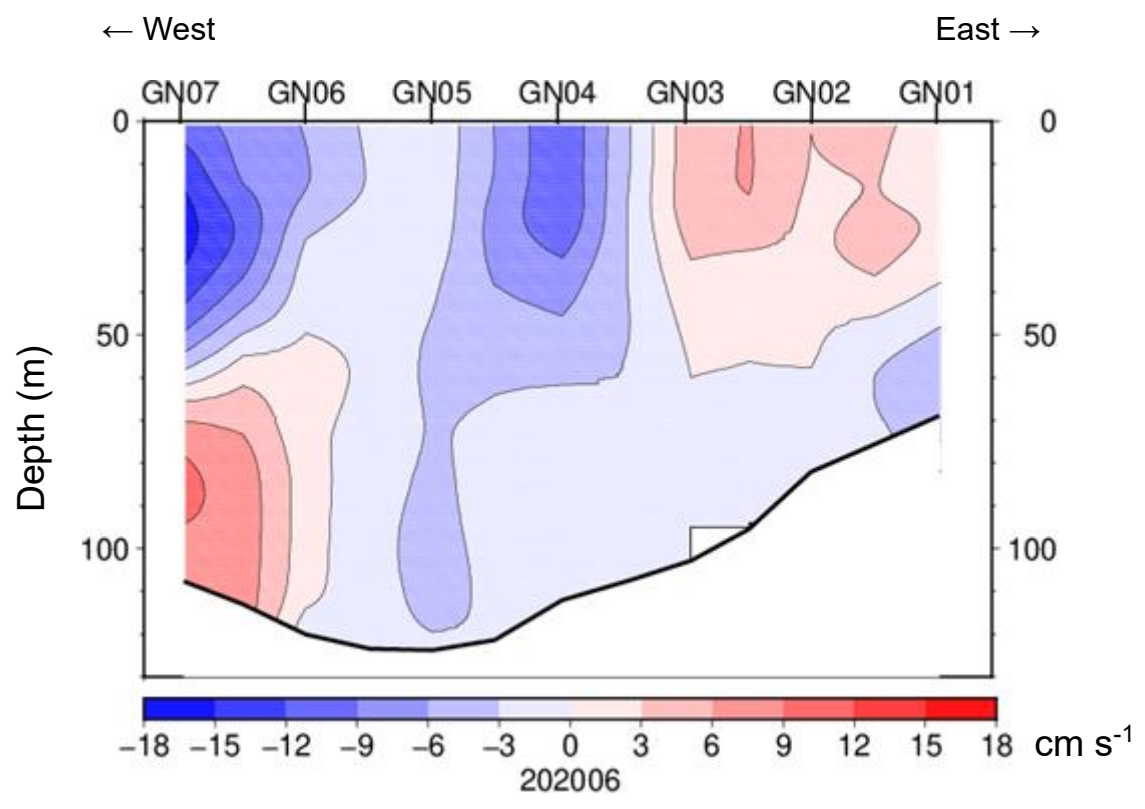 ← West East →
GN07 GN06 GN05 GN04 GN03 GN02 GN01
0 0
50 50
Depth (m)
100 100
−18 −15 −12 −9 −6 −3 0 3 6 9 12 15 18 cm s-1
202006